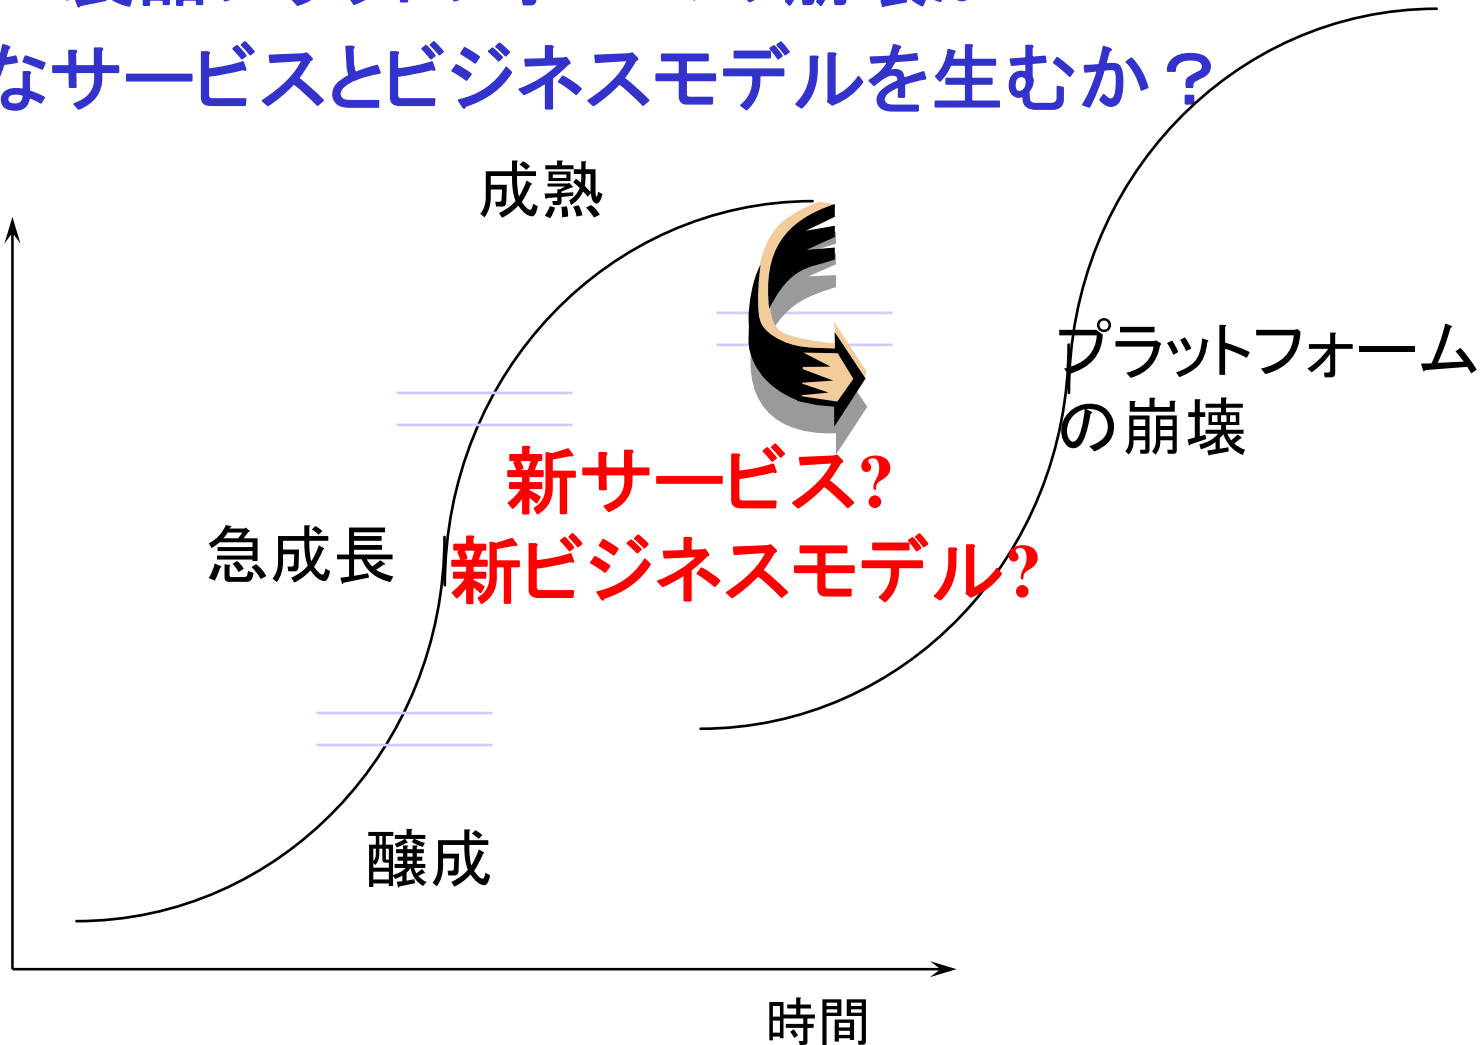 なサービスとビジネスモデルを生むか？
成熟
プラットフォーム
の崩壊
新サービス?
急成長
新ビジネスモデル?
醸成
時間